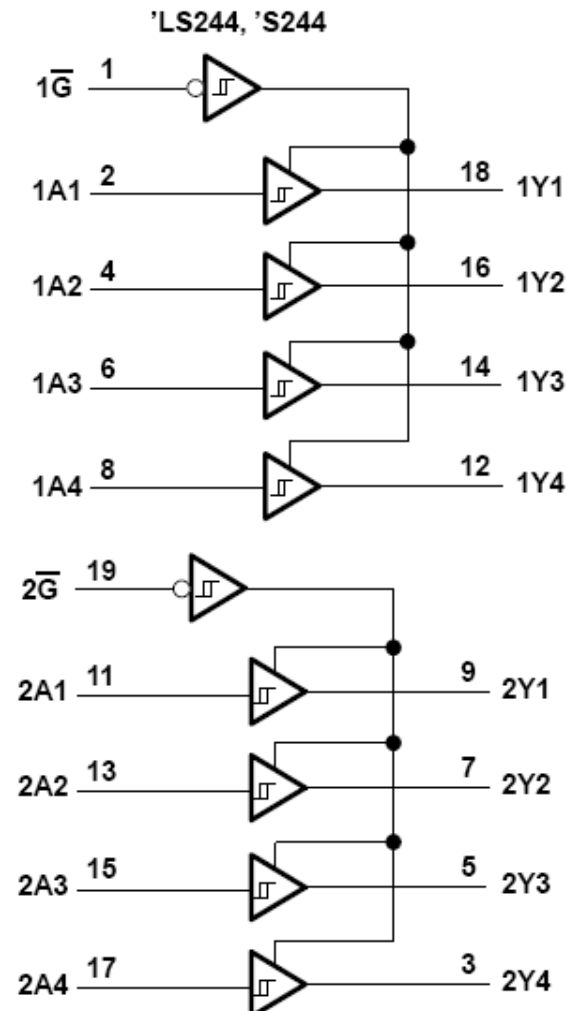 ’LS244, ’S244
1G̅ 1
1A1 2 18 1Y1
1A2 4 16 1Y2
1A3 6 14 1Y3
1A4 8 12 1Y4
2G̅ 19
2A1 11 9 2Y1
2A2 13 7 2Y2
2A3 15 5 2Y3
2A4 17 3 2Y4